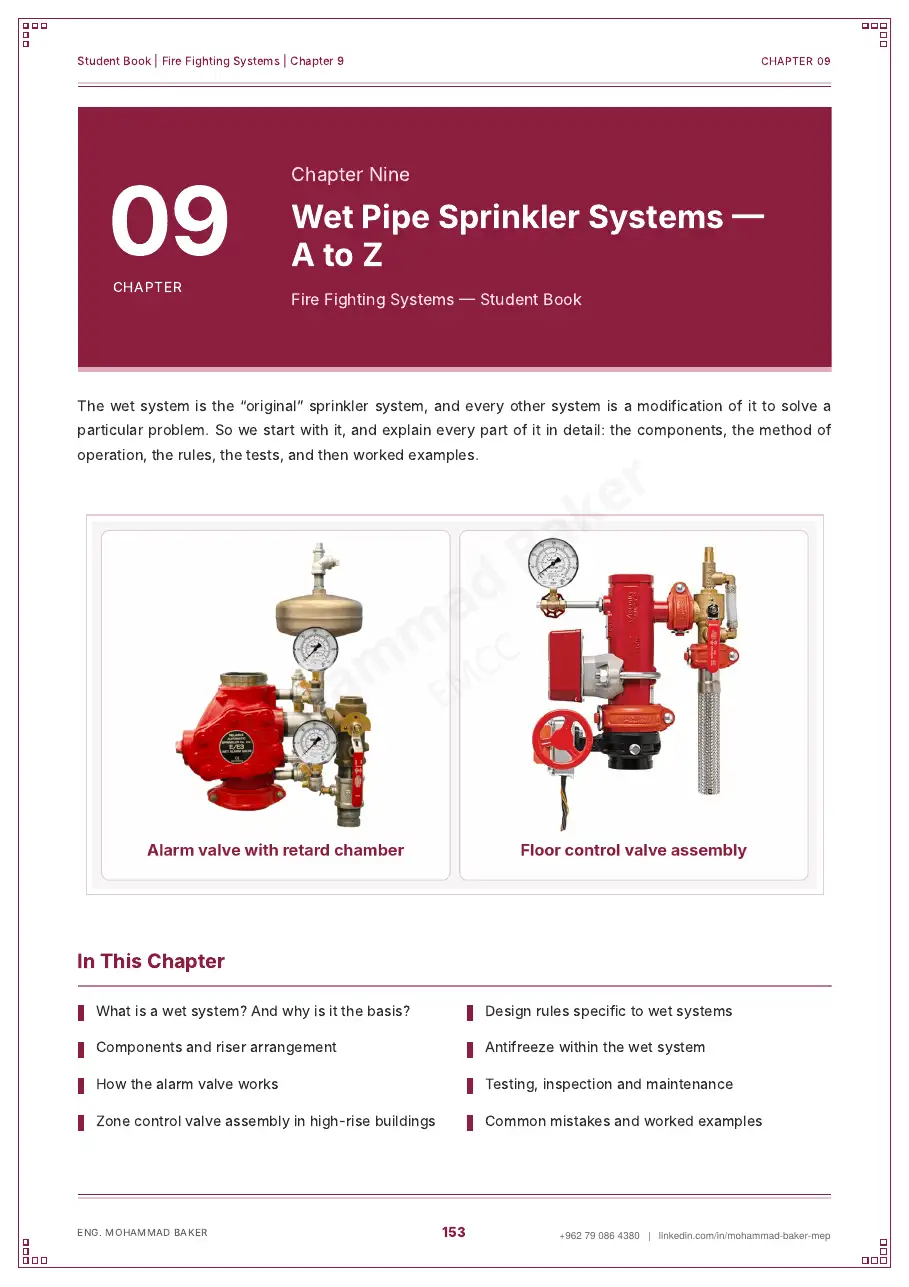 Student Book | Fire Fighting Systems | Chapter 9
CHAPTER 09
09
CHAPTER
Chapter Nine
Wet Pipe Sprinkler Systems —
A to Z
Fire Fighting Systems — Student Book
The wet system is the “original” sprinkler system, and every other system is a modification of it to solve a
particular problem. So we start with it, and explain every part of it in detail: the components, the method of
operation, the rules, the tests, and then worked examples.
ammad Baker
EMCC
E/E3
Alarm valve with retard chamber
Floor control valve assembly
In This Chapter
What is a wet system? And why is it the basis?
Components and riser arrangement
How the alarm valve works
Zone control valve assembly in high-rise buildings
Design rules specific to wet systems
Antifreeze within the wet system
Testing, inspection and maintenance
Common mistakes and worked examples
ENG. MOHAMMAD BAKER
153
+962 79 086 4380 | linkedin.com/in/mohammad-baker-mep